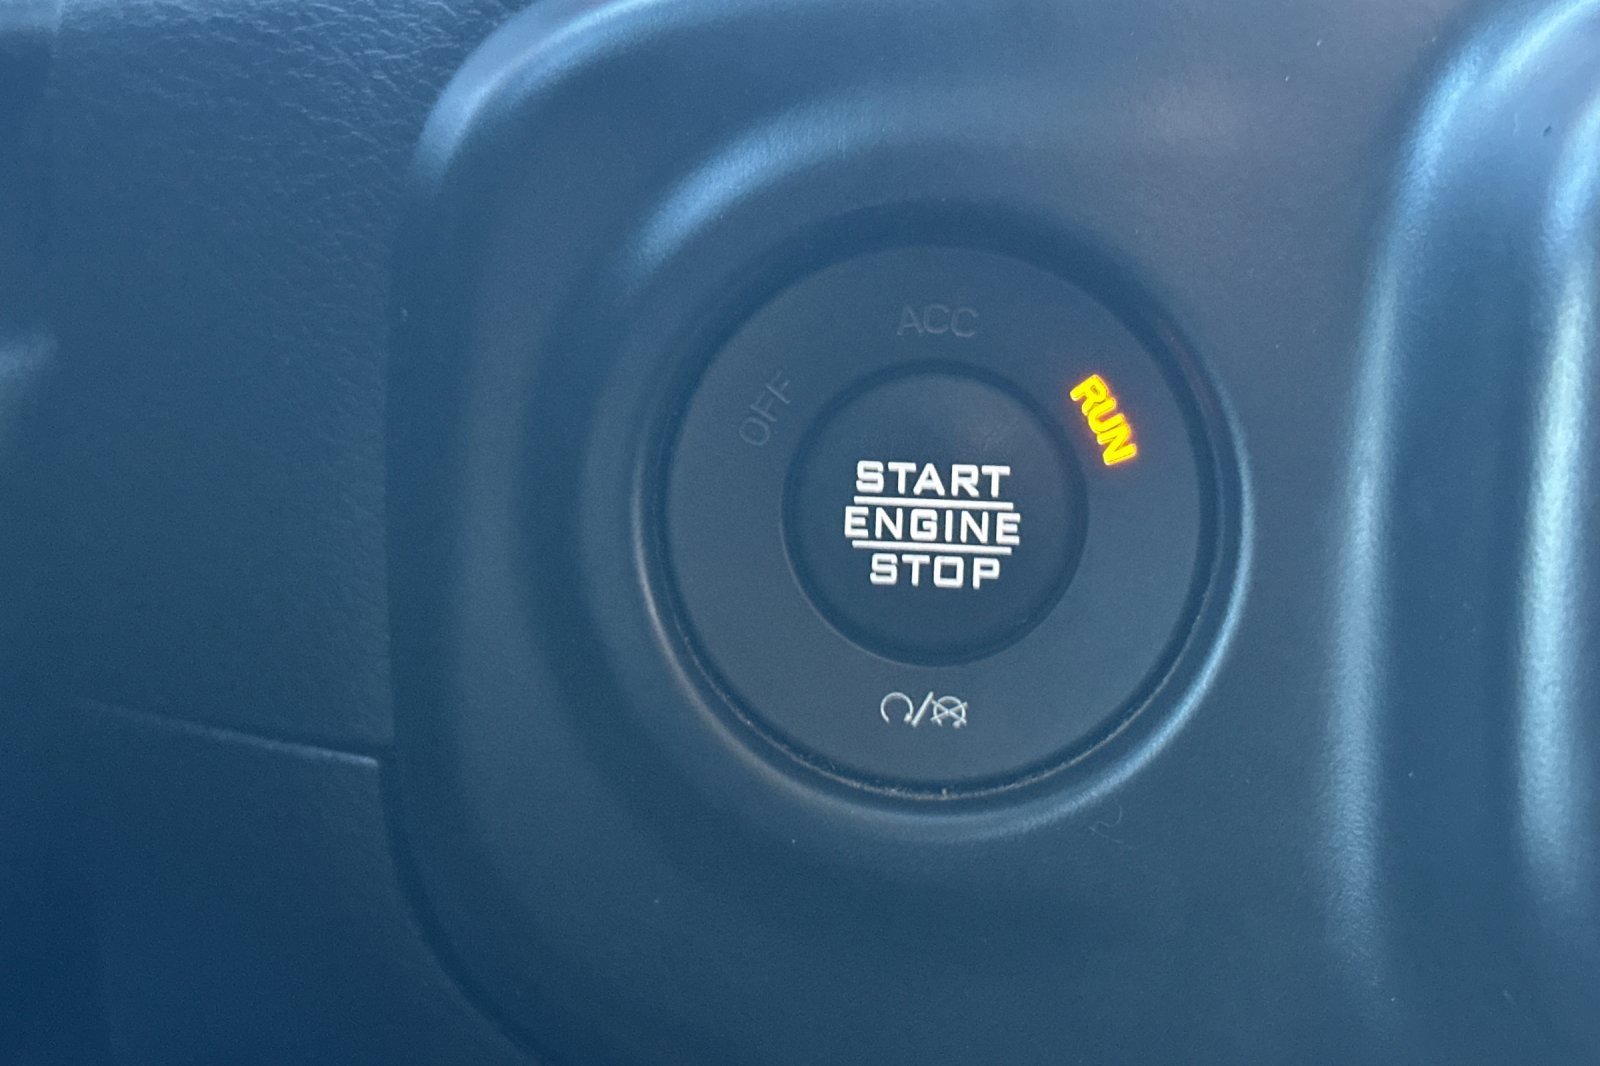 ACC
OFF
RUN
START
ENGINE
STOP